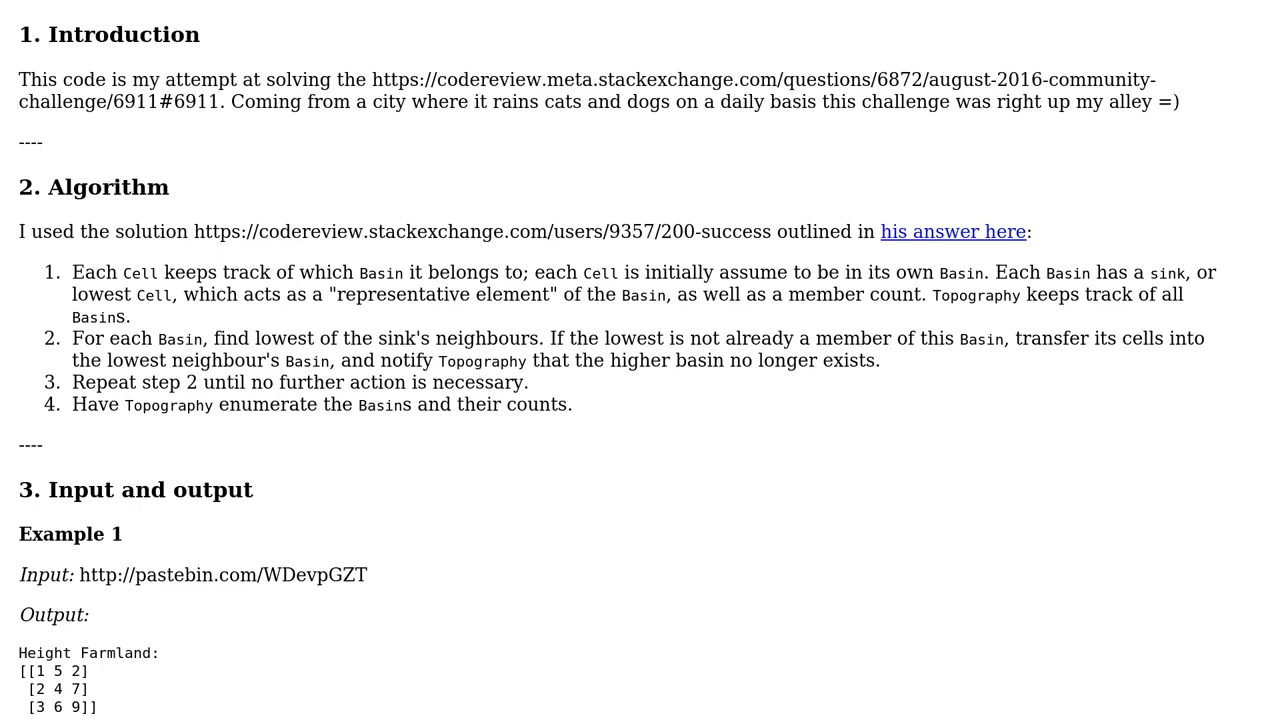 1. Introduction
This code is my attempt at solving the https://codereview.meta.stackexchange.com/questions/6872/august-2016-community-
challenge/6911#6911. Coming from a city where it rains cats and dogs on a daily basis this challenge was right up my alley =)
----
2. Algorithm
I used the solution https://codereview.stackexchange.com/users/9357/200-success outlined in his answer here:
1. Each Cell keeps track of which Basin it belongs to; each Cell is initially assume to be in its own Basin. Each Basin has a sink, or
lowest Cell, which acts as a "representative element" of the Basin, as well as a member count. Topography keeps track of all
Basins.
2. For each Basin, find lowest of the sink's neighbours. If the lowest is not already a member of this Basin, transfer its cells into
the lowest neighbour's Basin, and notify Topography that the higher basin no longer exists.
3. Repeat step 2 until no further action is necessary.
4. Have Topography enumerate the Basins and their counts.
----
3. Input and output
Example 1
Input: http://pastebin.com/WDevpGZT
Output:
Height Farmland:
[[1 5 2]
 [2 4 7]
 [3 6 9]]